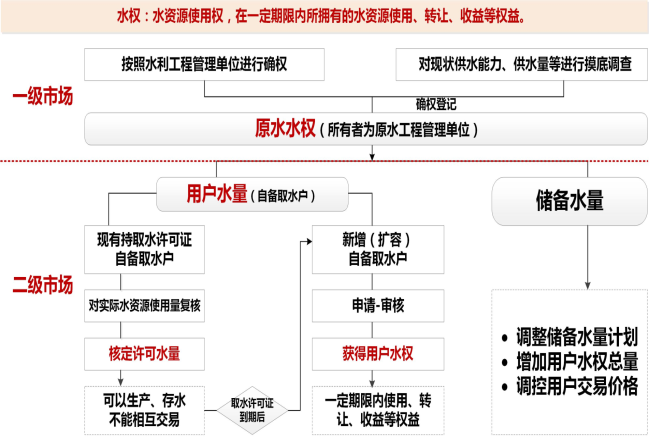 水权：水资源使用权，在一定期限内所拥有的水资源使用、转让、收益等权益。
一级市场
按照水利工程管理单位进行确权
对现状供水能力、供水量等进行摸底调查
确权登记
原水水权（所有者为原水工程管理单位）
二级市场
用户水量（自备取水户）
储备水量
现有持取水许可证
自备取水户
新增（扩容）
自备取水户
对实际水资源使用量复核
申请-审核
核定许可水量
获得用户水权
可以生产、存水
不能相互交易
取水许可证
到期后
一定期限内使用、转
让、收益等权益
• 调整储备水量计划
• 增加用户水权总量
• 调控用户交易价格